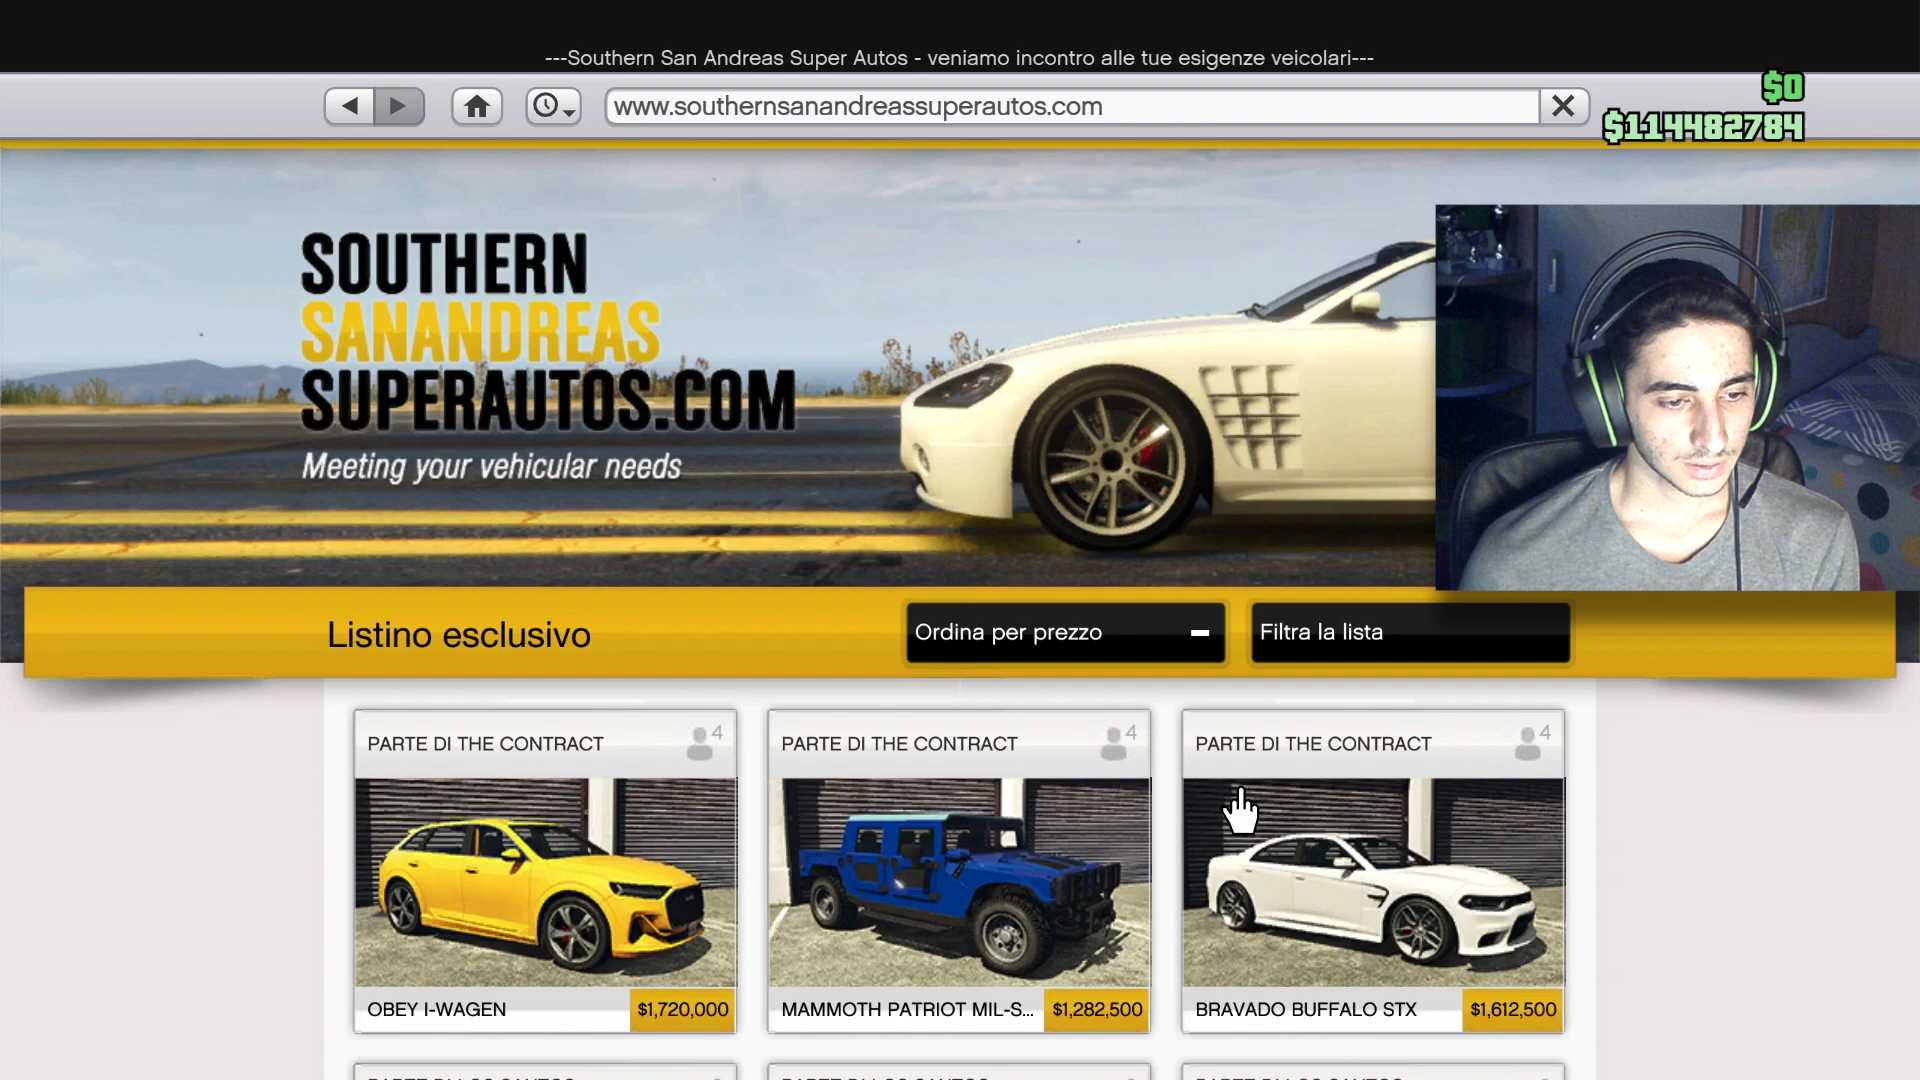 ---Southern San Andreas Super Autos - veniamo incontro alle tue esigenze veicolari---
www.southernsanandreassuperautos.com
$0
$114482784
SOUTHERN
SANANDREAS
SUPERAUTOS.COM
Meeting your vehicular needs
Listino esclusivo
Ordina per prezzo
Filtra la lista
PARTE DI THE CONTRACT
4
PARTE DI THE CONTRACT
4
PARTE DI THE CONTRACT
4
OBEY I-WAGEN
$1,720,000
MAMMOTH PATRIOT MIL-S...
$1,282,500
BRAVADO BUFFALO STX
$1,612,500